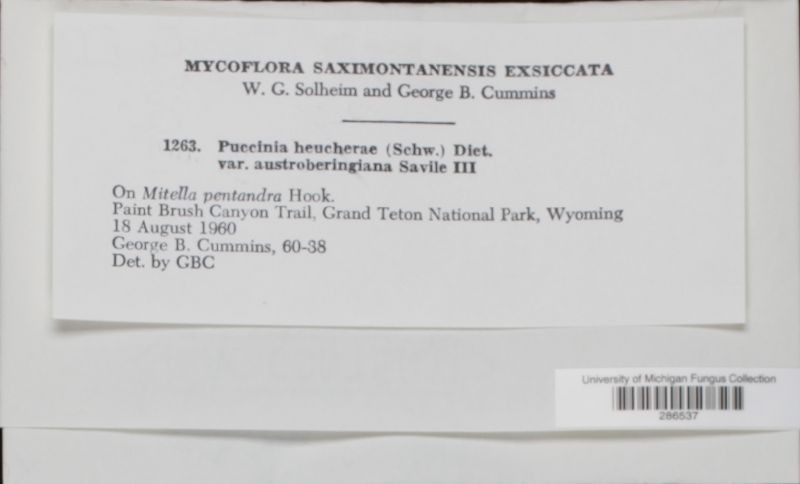 MYCOFLORA SAXIMONTANENSIS EXSICCATA
W. G. Solheim and George B. Cummins
1263. Puccinia heucherae (Schw.) Diet.
var. austroberingiana Savile III
On Mitella pentandra Hook.
Paint Brush Canyon Trail, Grand Teton National Park, Wyoming
18 August 1960
George B. Cummins, 60-38
Det. by GBC
University of Michigan Fungus Collection
286537